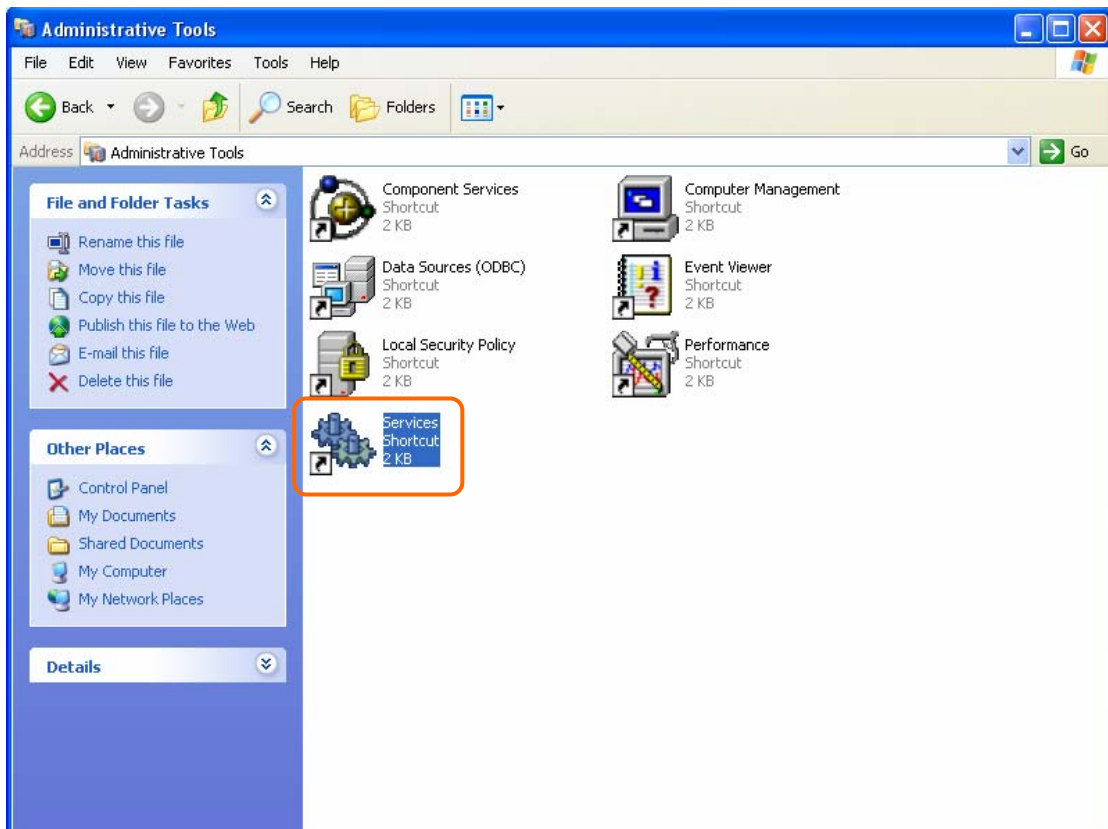 Administrative Tools
File Edit View Favorites Tools Help
Back Search Folders
Address Administrative Tools Go
File and Folder Tasks
Rename this file
Move this file
Copy this file
Publish this file to the Web
E-mail this file
Delete this file
Other Places
Control Panel
My Documents
Shared Documents
My Computer
My Network Places
Details
Component Services
Shortcut
2 KB
Computer Management
Shortcut
2 KB
Data Sources (ODBC)
Shortcut
2 KB
Event Viewer
Shortcut
2 KB
Local Security Policy
Shortcut
2 KB
Performance
Shortcut
2 KB
Services
Shortcut
2 KB